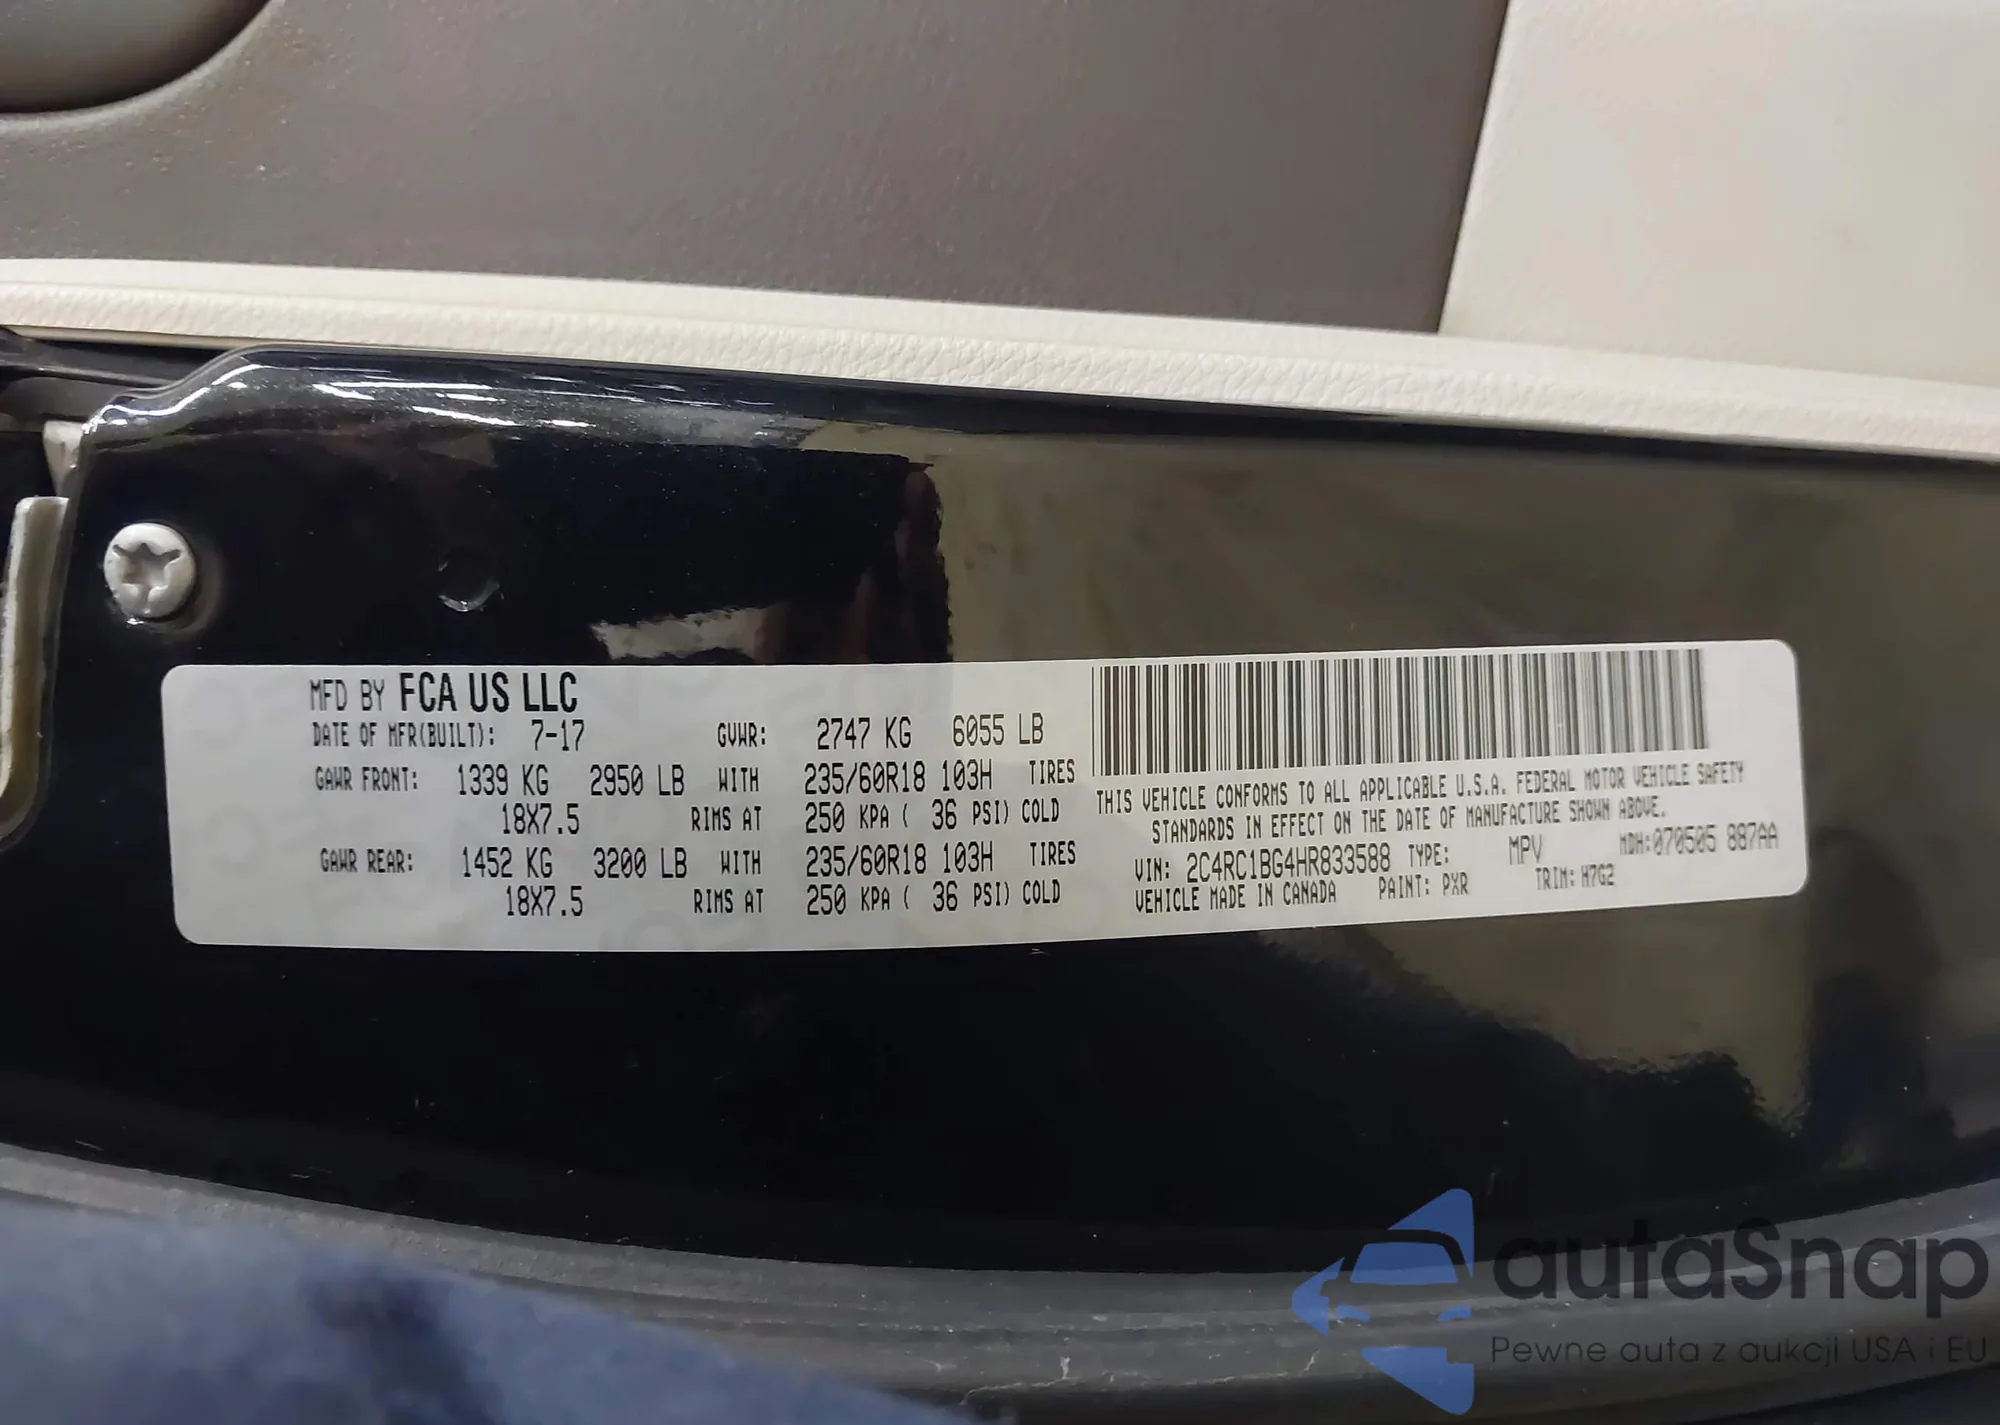 MFD BY FCA US LLC
DATE OF MFR(BUILT): 7-17 GVWR: 2747 KG 6055 LB
GAWR FRONT: 1339 KG 2950 LB WITH 235/60R18 103H TIRES
18X7.5 RIMS AT 250 KPA ( 36 PSI) COLD
GAWR REAR: 1452 KG 3200 LB WITH 235/60R18 103H TIRES
18X7.5 RIMS AT 250 KPA ( 36 PSI) COLD
THIS VEHICLE CONFORMS TO ALL APPLICABLE U.S.A. FEDERAL MOTOR VEHICLE SAFETY
STANDARDS IN EFFECT ON THE DATE OF MANUFACTURE SHOWN ABOVE.
VIN: 2C4RC1BG4HR833588 TYPE: MPV MDH:070505 887AA
VEHICLE MADE IN CANADA PAINT: PXR TRIM: H7G2
autaSnap
Pewne auta z aukcji USA i EU